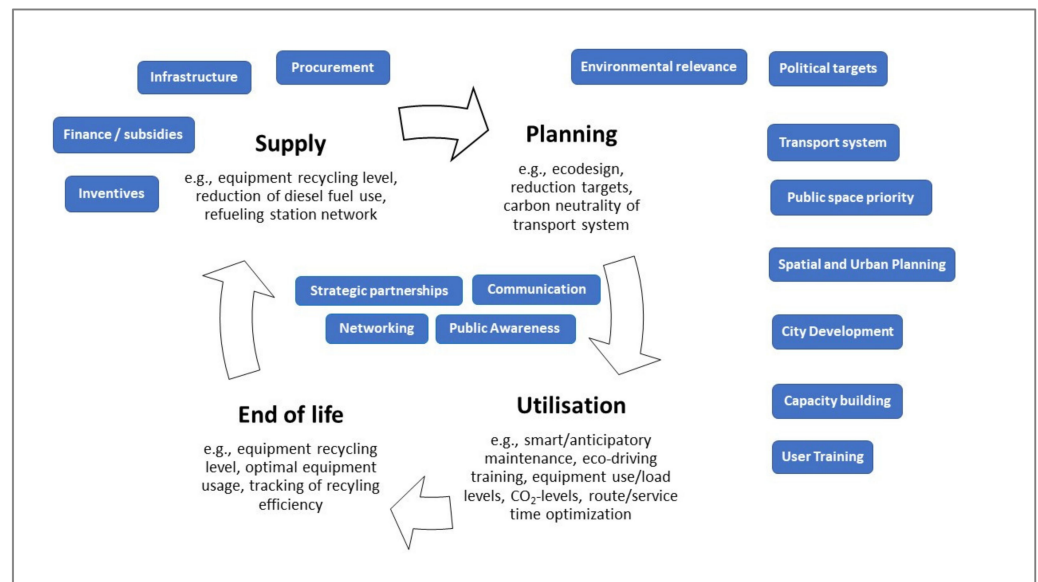 Infrastructure
Procurement
Finance / subsidies
Inventives
Supply
e.g., equipment recycling level,
reduction of diesel fuel use,
refueling station network
Environmental relevance
Political targets
Planning
e.g., ecodesign,
reduction targets,
carbon neutrality of
transport system
Transport system
Public space priority
Spatial and Urban Planning
City Development
Capacity building
User Training
Strategic partnerships
Communication
Networking
Public Awareness
End of life
e.g., equipment recycling
level, optimal equipment
usage, tracking of recyling
efficiency
Utilisation
e.g., smart/anticipatory
maintenance, eco-driving
training, equipment use/load
levels, CO₂-levels, route/service
time optimization